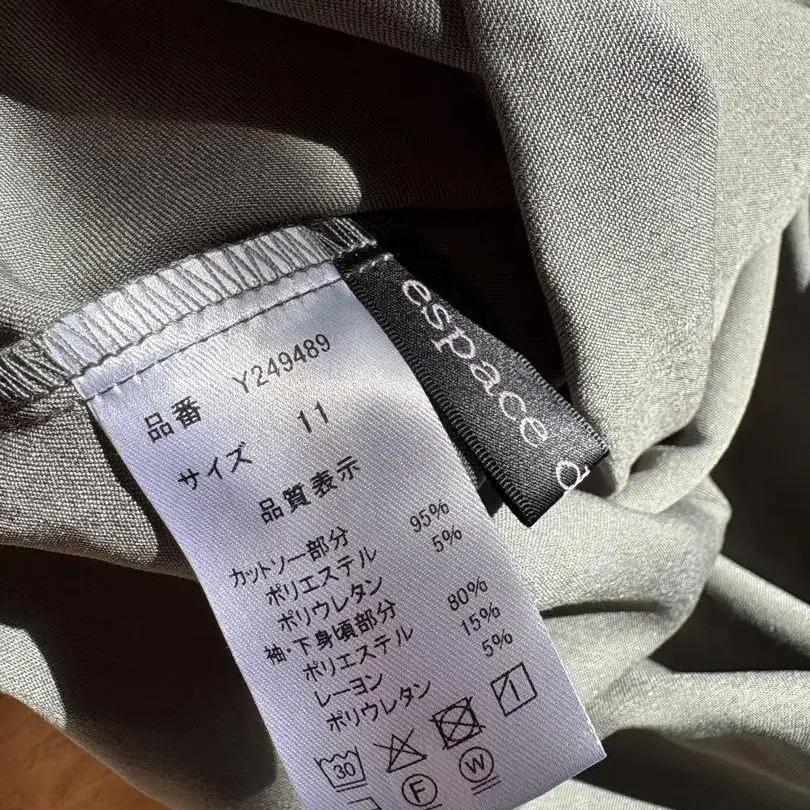 espace d
品番 Y249489
サイズ 11
品質表示
カットソー部分
ポリエステル 95%
ポリウレタン 5%
袖・下身頃部分
ポリエステル 80%
レーヨン 15%
ポリウレタン 5%
30
F W